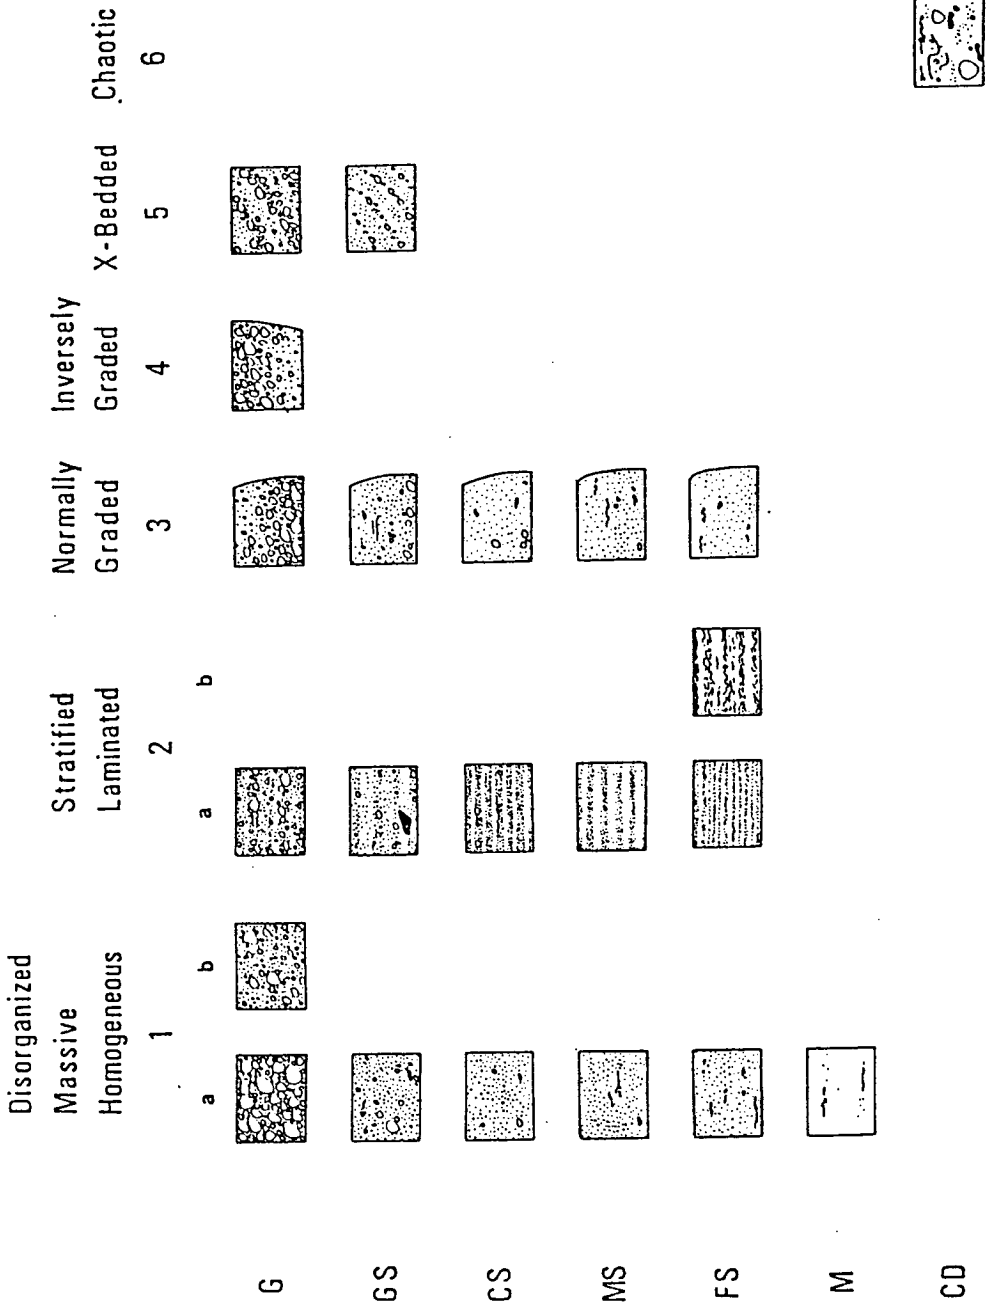 Disorganized
Massive
Homogeneous
1
a b
Stratified
Laminated
2
a b
Normally
Graded
3
Inversely
Graded
4
X-Bedded
5
Chaotic
6
G
GS
CS
MS
FS
M
CD